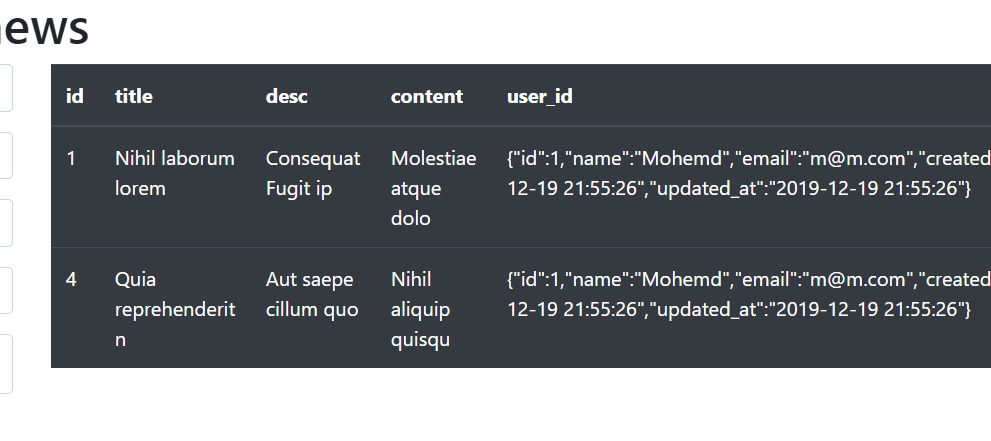 news
id title desc content user_id
1 Nihil laborum Consequat Molestiae {"id":1,"name":"Mohemd","email":"m@m.com","created
lorem Fugit ip atque 12-19 21:55:26","updated_at":"2019-12-19 21:55:26"}
dolo
4 Quia Aut saepe Nihil {"id":1,"name":"Mohemd","email":"m@m.com","created
reprehenderit cillum quo aliquip 12-19 21:55:26","updated_at":"2019-12-19 21:55:26"}
n quisqu